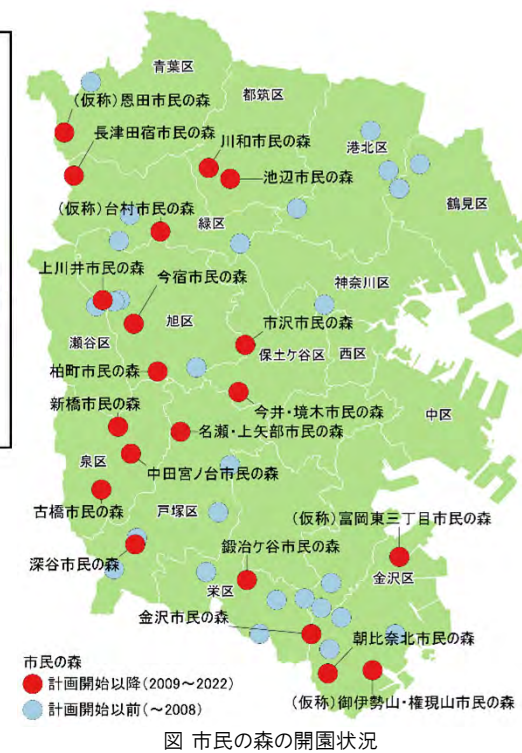 青葉区
(仮称)恩田市民の森
都筑区
長津田宿市民の森
川和市民の森
港北区
池辺市民の森
(仮称)台村市民の森
鶴見区
緑区
上川井市民の森
今宿市民の森
神奈川区
旭区
市沢市民の森
瀬谷区
保土ケ谷区
西区
柏町市民の森
今井・境木市民の森
中区
新橋市民の森
名瀬・上矢部市民の森
泉区
中田宮ノ台市民の森
古橋市民の森
戸塚区
(仮称)富岡東三丁目市民の森
鍛冶ケ谷市民の森
深谷市民の森
金沢区
栄区
金沢市民の森
朝比奈北市民の森
市民の森
計画開始以降(2009~2022)
(仮称)御伊勢山・権現山市民の森
計画開始以前(~2008)
図 市民の森の開園状況